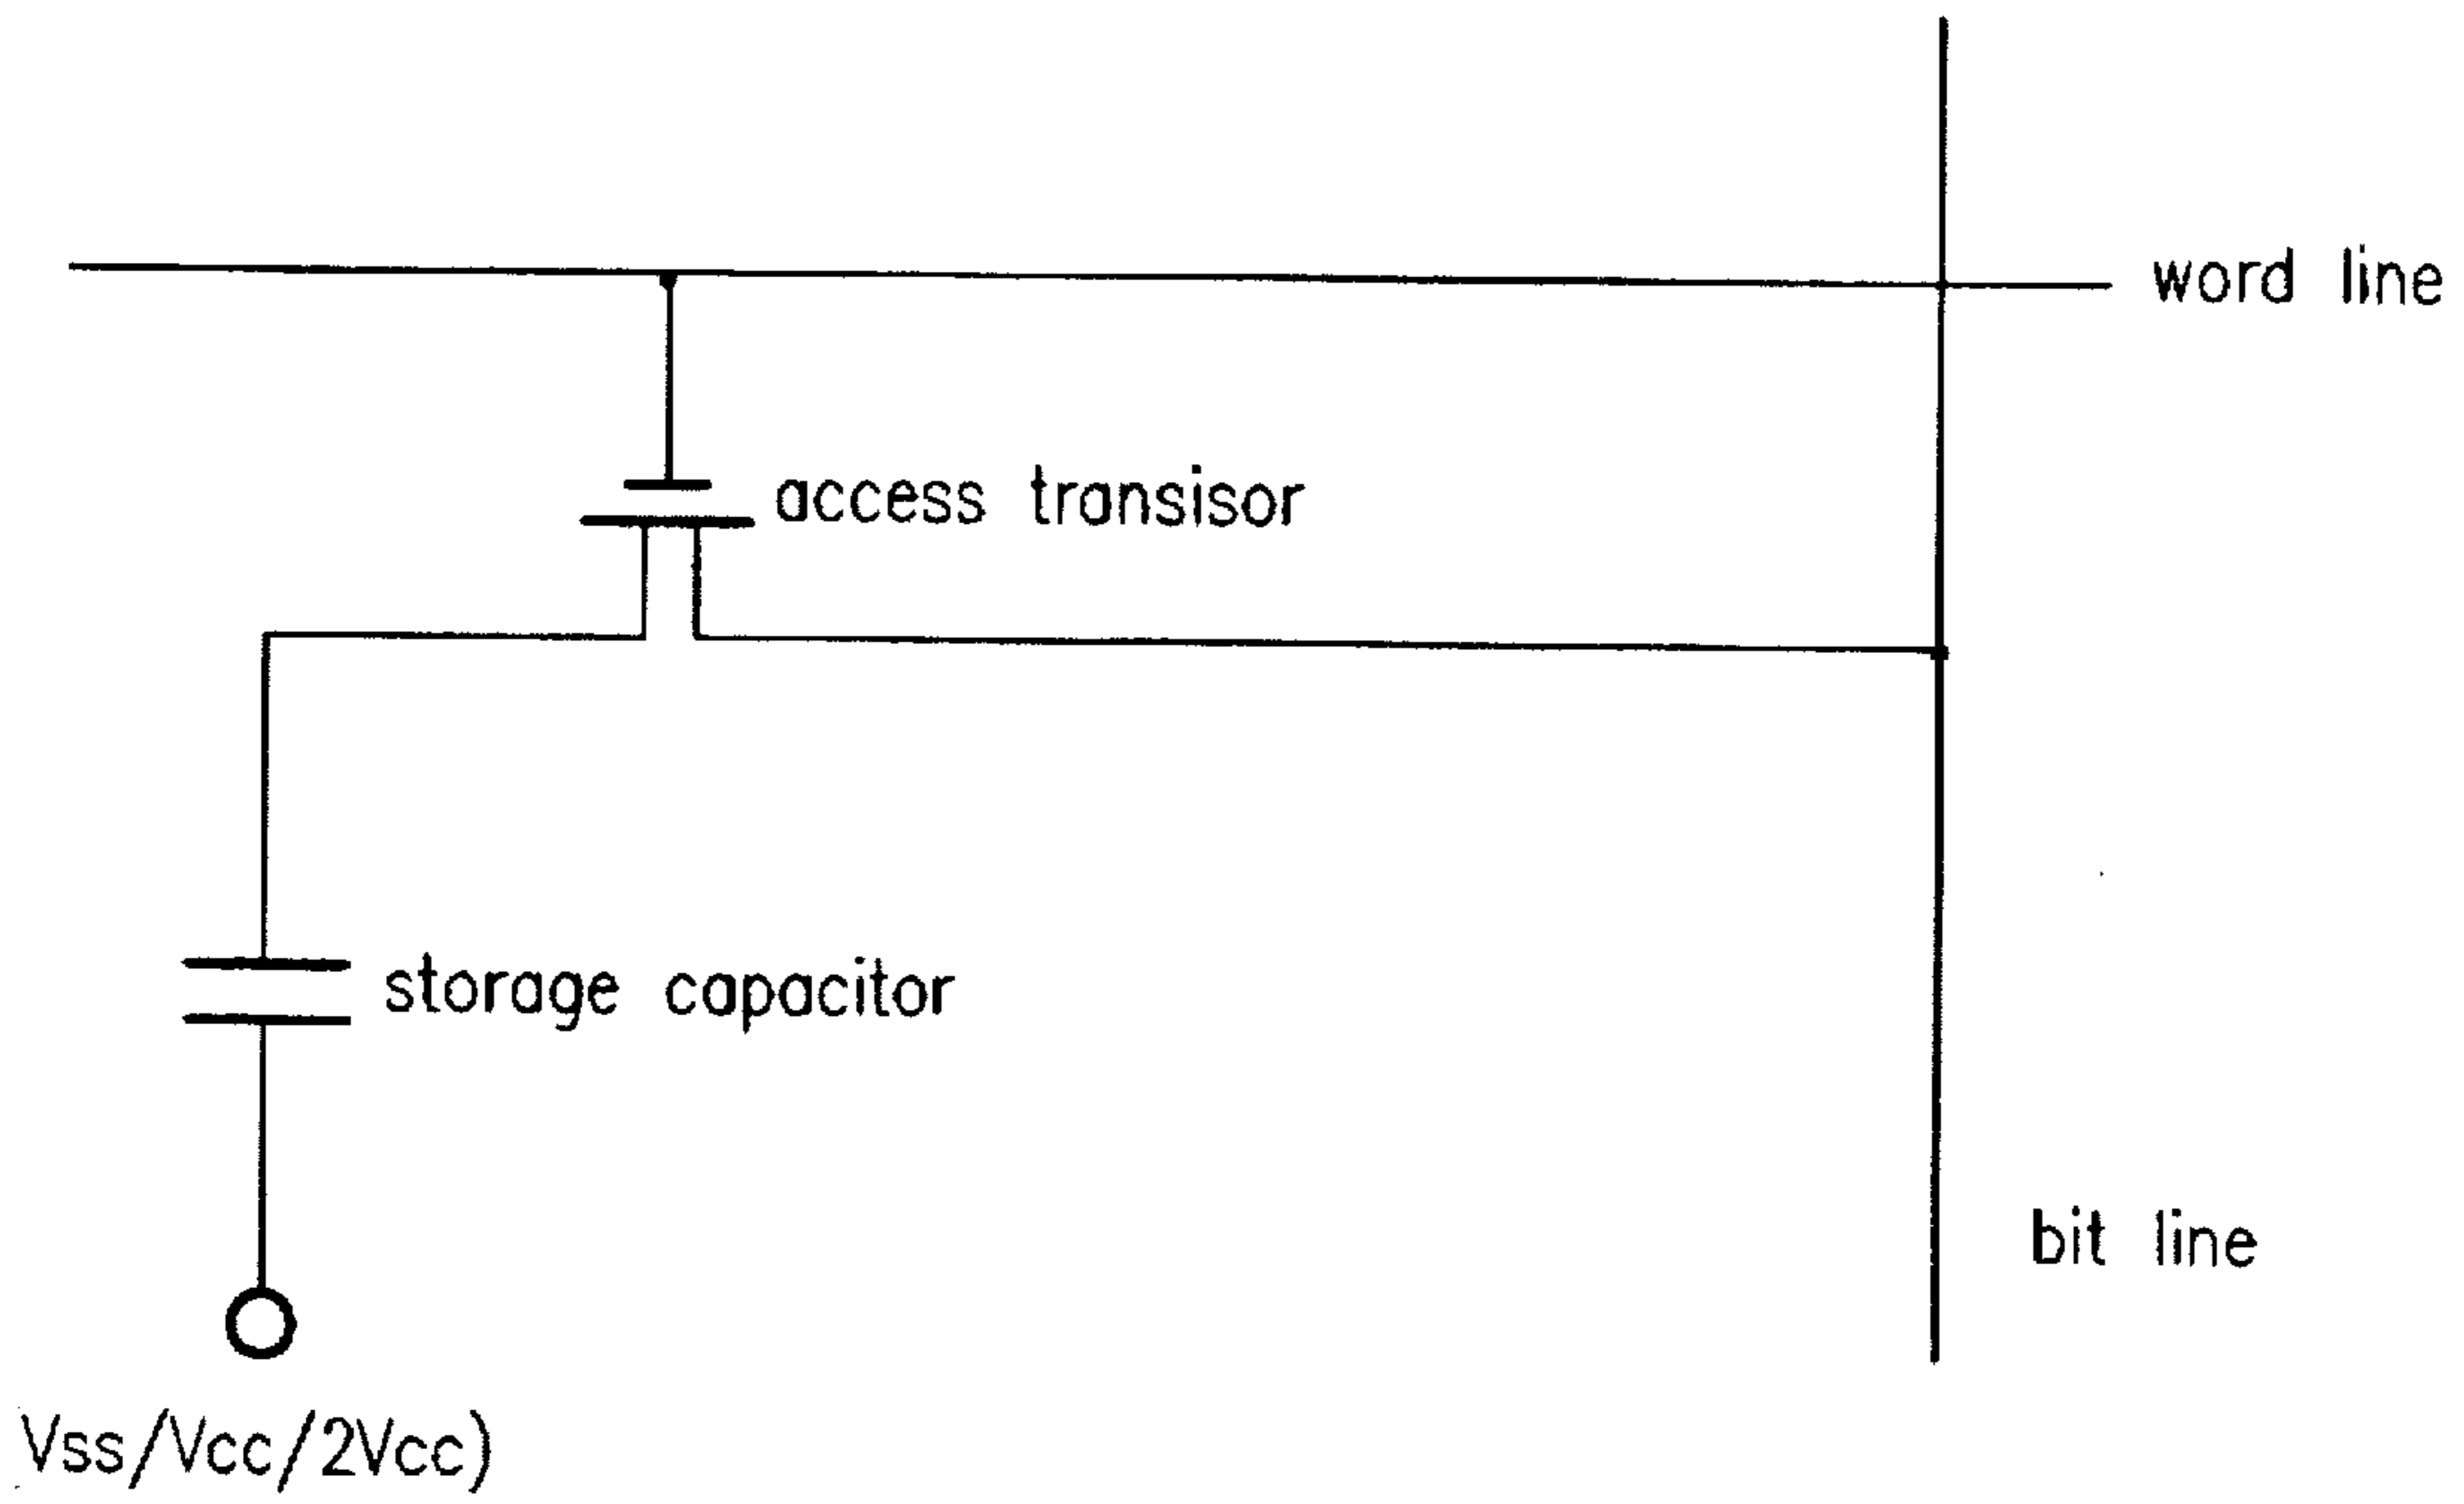 word line
access transisor
storage capacitor
bit line
Vss/Vcc/2Vcc)